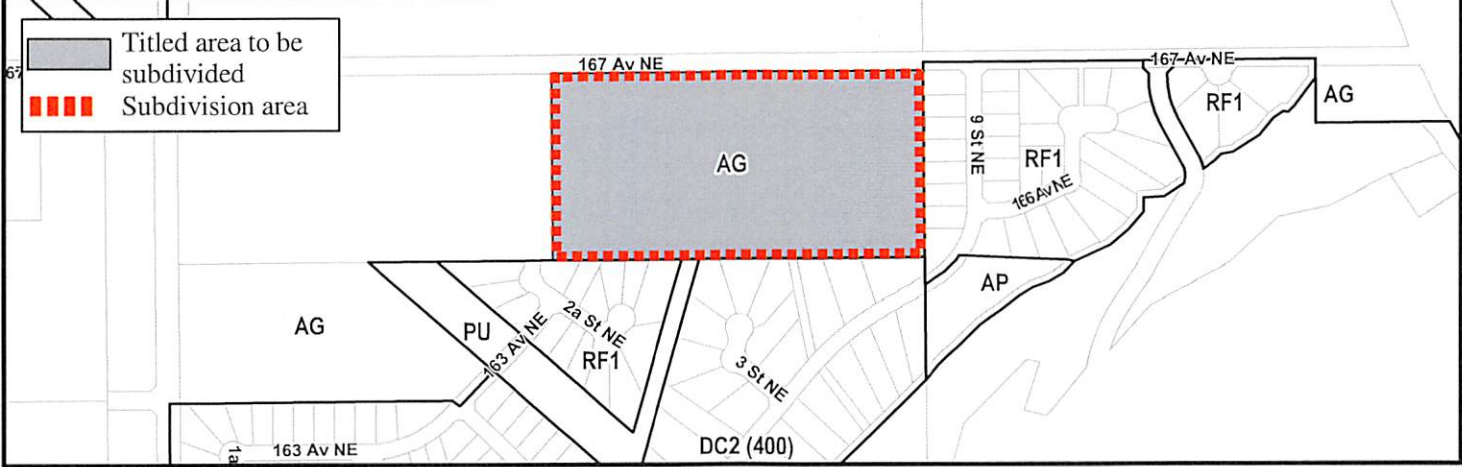 Titled area to be
subdivided
Subdivision area
67
167 Av NE
167-Av-NE
RF1
AG
AG
9 St NE
RF1
166 Av NE
AP
AG
PU
2a St NE
163 Av NE
RF1
3 St NE
DC2 (400)
163 Av NE
1a